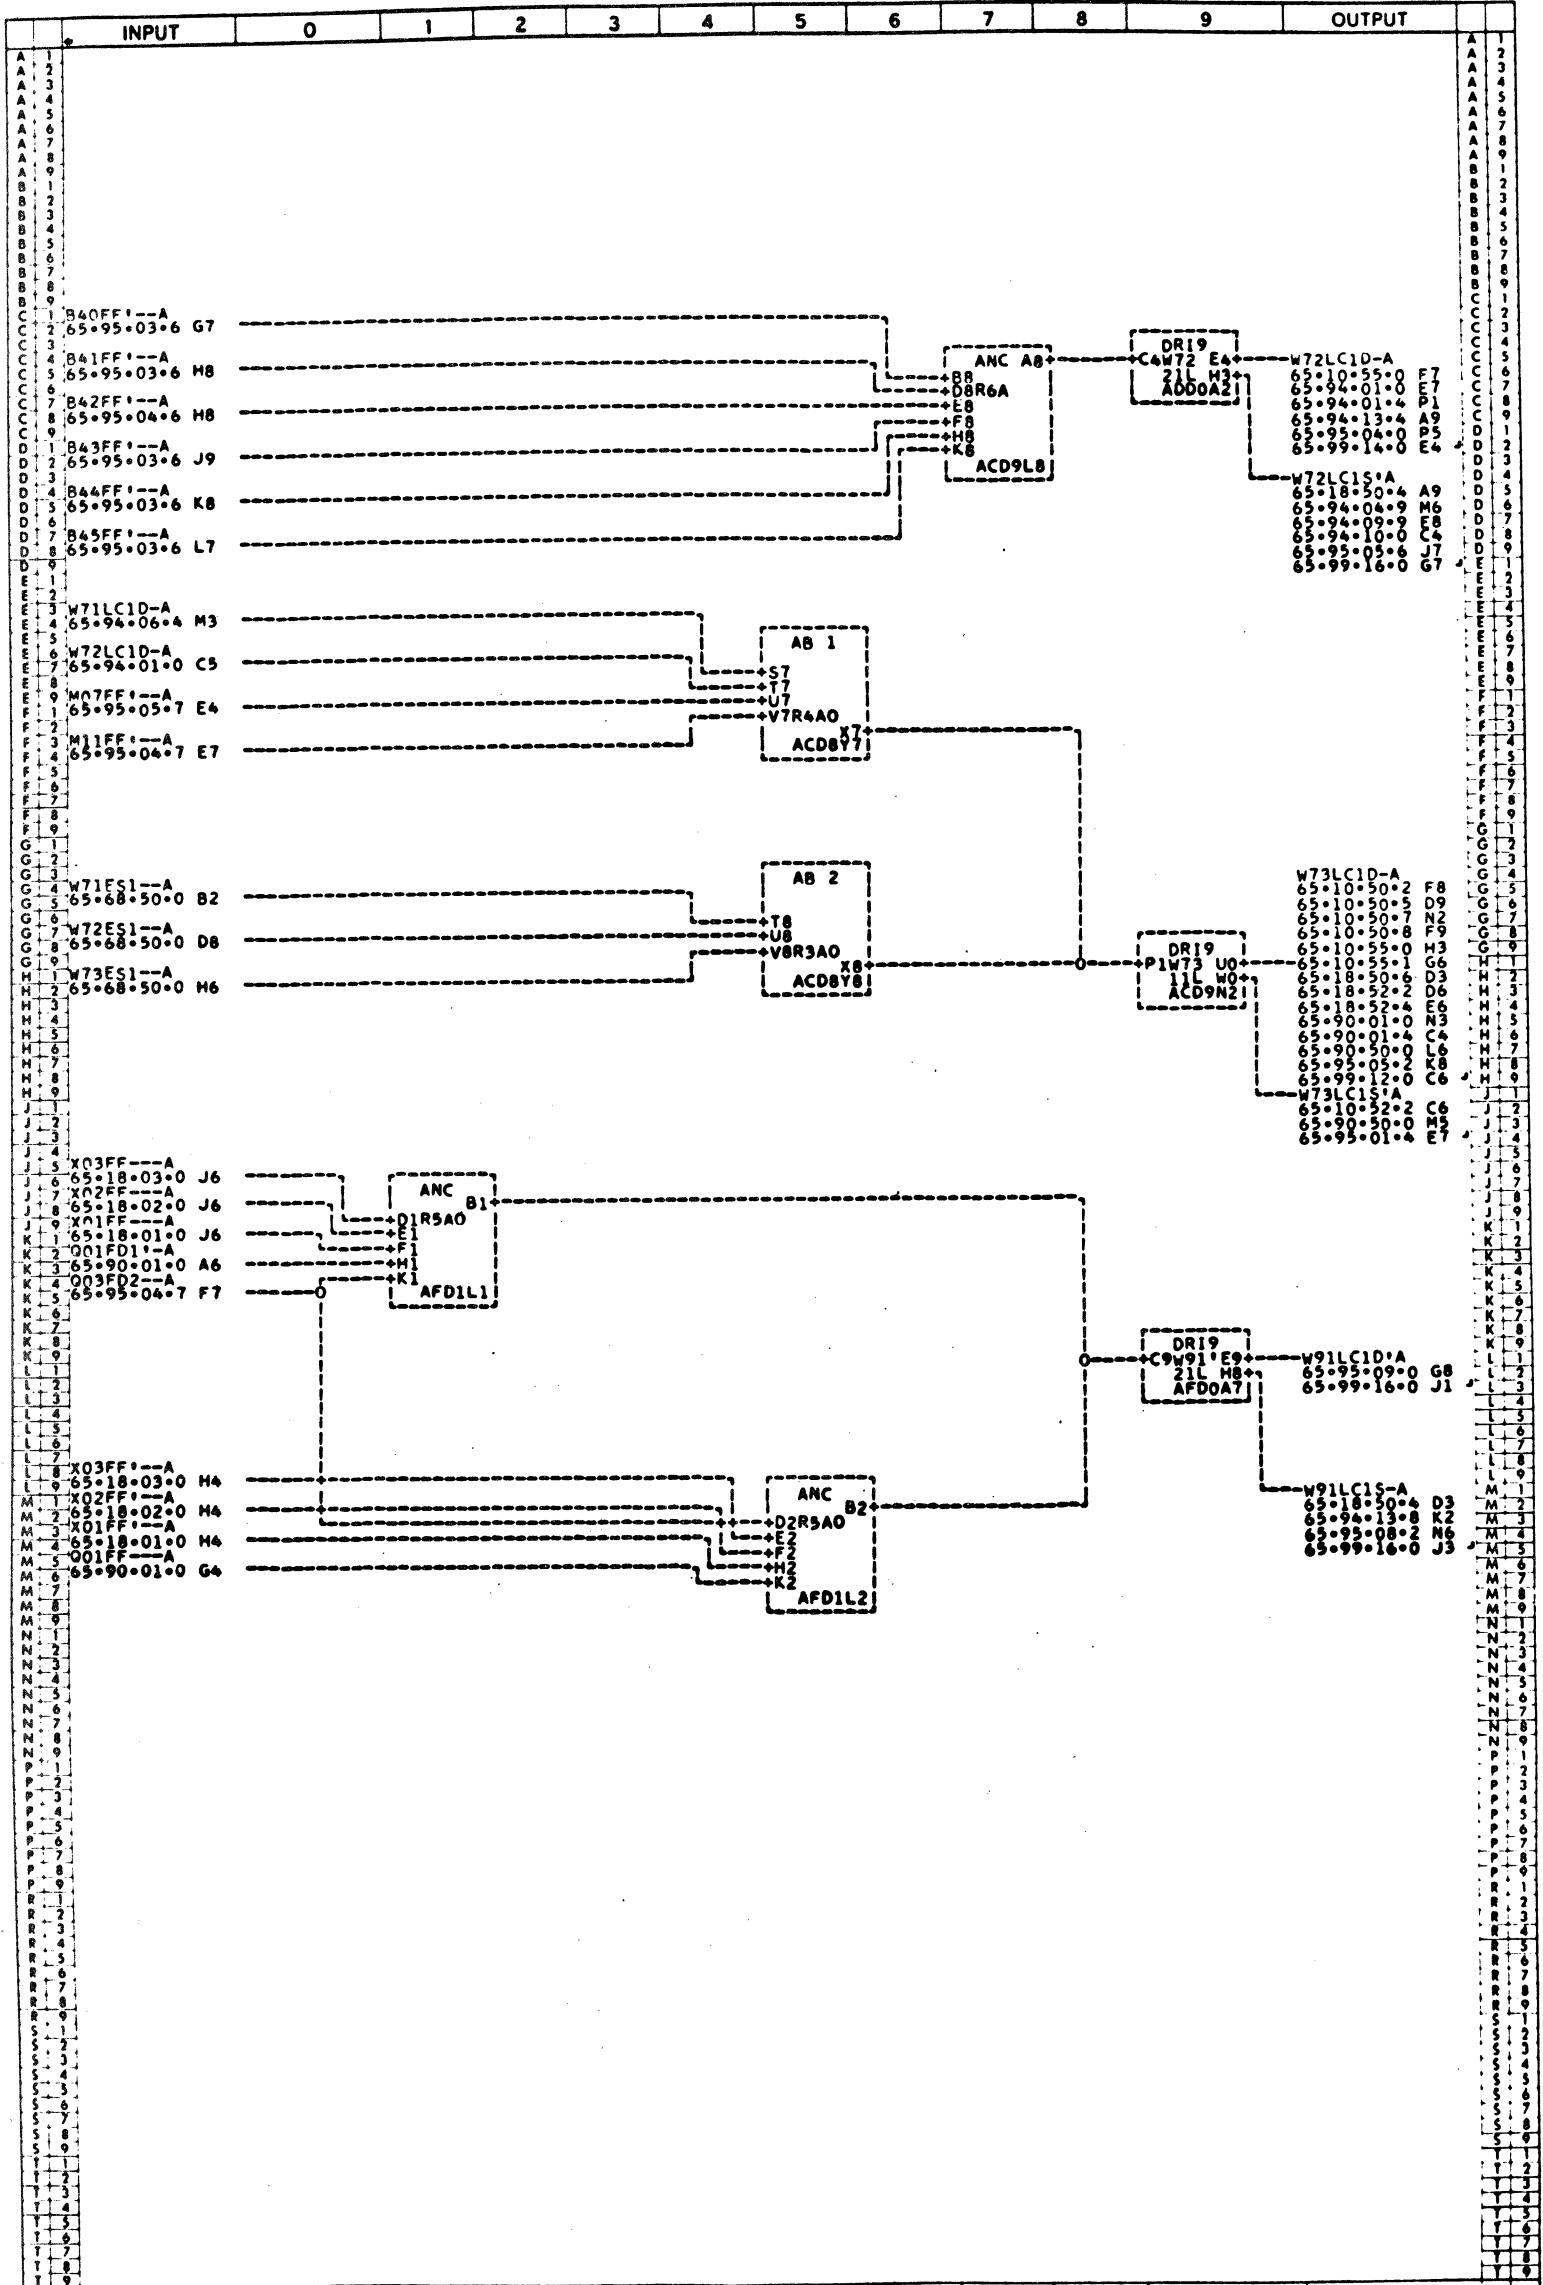 INPUT 0 1 2 3 4 5 6 7 8 9 OUTPUT
B40FF'--A
65•95•03•6 G7
B41FF'--A
65•95•03•6 H8
B42FF'--A
65•95•04•6 H8
B43FF'--A
65•95•03•6 J9
B44FF'--A
65•95•03•6 K8
B45FF'--A
65•95•03•6 L7
ANC A8
B8
D8R6A
E8
F8
H8
K8
ACD9L8
DRI9
C4W72 E4
21L H3
ADD0A2
W72LC1D-A
65•10•55•0 F7
65•94•01•0 E7
65•94•01•4 P1
65•94•13•4 A9
65•95•04•0 P5
65•99•14•0 E4
W72LC1S'A
65•18•50•4 A9
65•94•04•9 M6
65•94•09•9 E8
65•94•10•0 C4
65•95•05•6 J7
65•99•16•0 G7
W71LC1D-A
65•94•06•4 M3
W72LC1D-A
65•94•01•0 C5
M07FF'--A
65•95•05•7 E4
M11FF'--A
65•95•04•7 E7
AB 1
S7
T7
U7
V7R4A0
X7
ACD8Y7
W71ES1--A
65•68•50•0 B2
W72ES1--A
65•68•50•0 D8
W73ES1--A
65•68•50•0 H6
AB 2
T8
U8
V8R3A0
X8
ACD8Y8
DRI9
P1W73 U0
11L W0
ACD9N2
W73LC1D-A
65•10•50•2 F8
65•10•50•5 D9
65•10•50•7 N2
65•10•50•8 F9
65•10•55•0 H3
65•10•55•1 G6
65•18•50•6 D3
65•18•52•2 D6
65•18•52•4 E6
65•90•01•0 N3
65•90•01•4 C4
65•90•50•0 L6
65•95•05•2 K8
65•99•12•0 C6
W73LC1S'A
65•10•52•2 C6
65•90•50•0 M5
65•95•01•4 E7
X03FF---A
65•18•03•0 J6
X02FF---A
65•18•02•0 J6
X01FF---A
65•18•01•0 J6
Q01FD1'-A
65•90•01•0 A6
Q03FD2--A
65•95•04•7 F7
ANC
B1
D1R5A0
E1
F1
H1
K1
AFD1L1
DRI9
C9W91'E9
21L H8
AFD0A7
W91LC1D'A
65•95•09•0 G8
65•99•16•0 J1
W91LC1S-A
65•18•50•4 D3
65•94•13•8 K2
65•95•08•2 N6
65•99•16•0 J3
X03FF'--A
65•18•03•0 H4
X02FF'--A
65•18•02•0 H4
X01FF'--A
65•18•01•0 H4
Q01FF---A
65•90•01•0 G4
ANC
B2
D2R5A0
E2
F2
H2
K2
AFD1L2